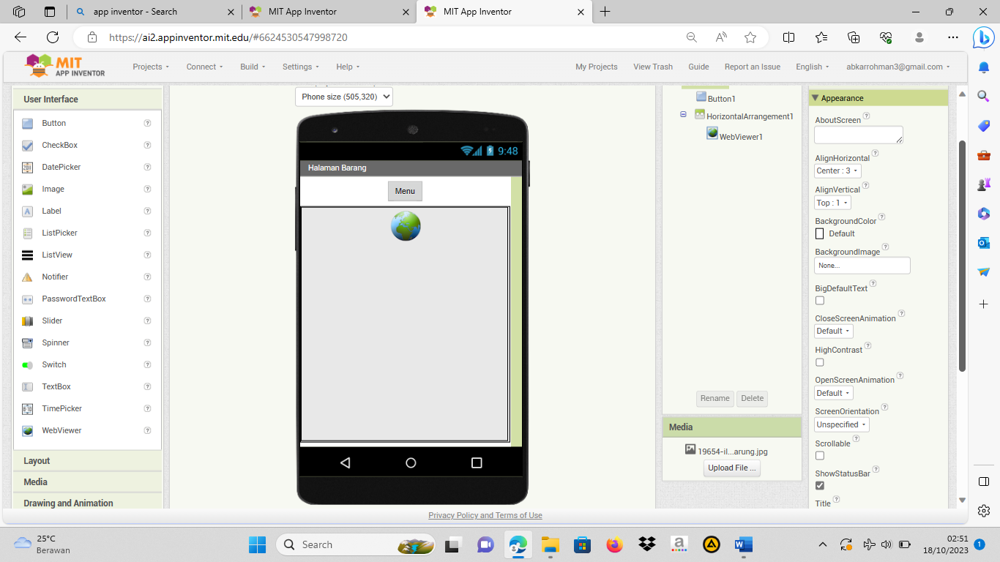 app inventor - Search
MIT App Inventor
MIT App Inventor
https://ai2.appinventor.mit.edu/#6624530547998720
MIT
APP INVENTOR
Projects
Connect
Build
Settings
Help
My Projects
View Trash
Guide
Report an Issue
English
abkarrohman3@gmail.com
User Interface
Button
CheckBox
DatePicker
Image
Label
ListPicker
ListView
Notifier
PasswordTextBox
Slider
Spinner
Switch
TextBox
TimePicker
WebViewer
Layout
Media
Drawing and Animation
Phone size (505,320)
9:48
Halaman Barang
Menu
Button1
HorizontalArrangement1
WebViewer1
Rename
Delete
Media
19654-il...arung.jpg
Upload File ...
Appearance
AboutScreen
AlignHorizontal
Center : 3
AlignVertical
Top : 1
BackgroundColor
Default
BackgroundImage
None...
BigDefaultText
CloseScreenAnimation
Default
HighContrast
OpenScreenAnimation
Default
ScreenOrientation
Unspecified
Scrollable
ShowStatusBar
Title
Privacy Policy and Terms of Use
25°C
Berawan
Search
02:51
18/10/2023
1